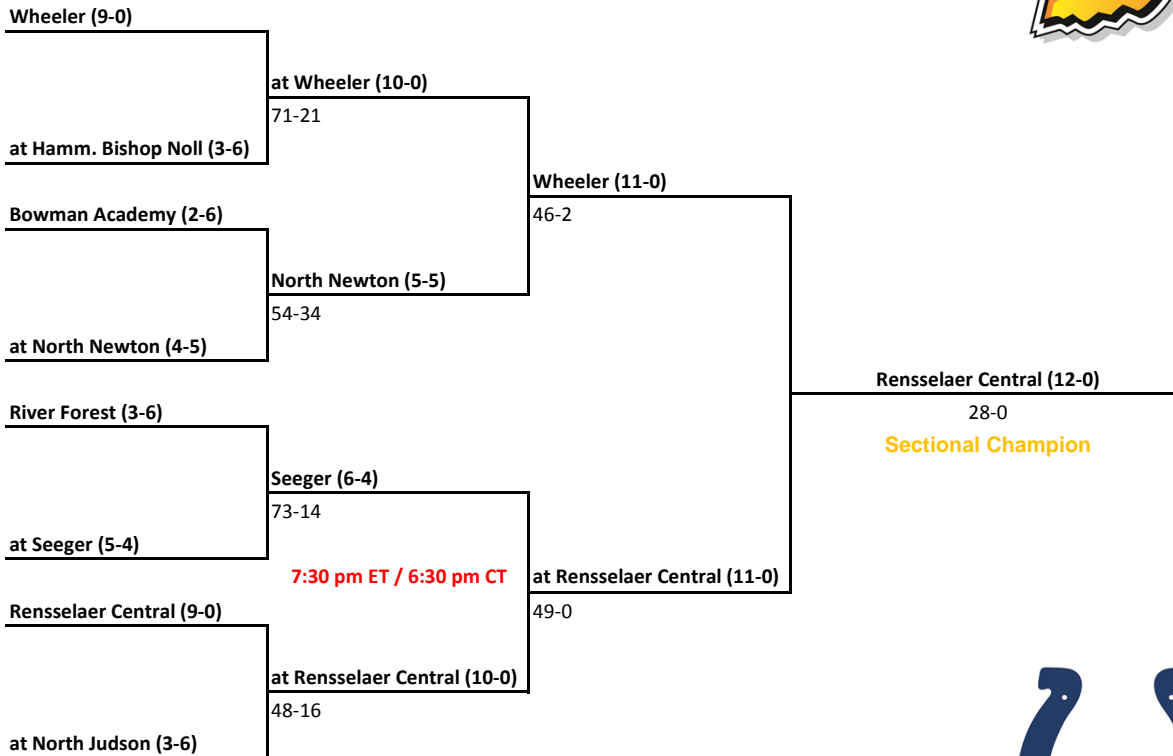 Wheeler (9-0)
at Wheeler (10-0)
71-21
at Hamm. Bishop Noll (3-6)
Wheeler (11-0)
46-2
Bowman Academy (2-6)
North Newton (5-5)
54-34
at North Newton (4-5)
Rensselaer Central (12-0)
28-0
Sectional Champion
River Forest (3-6)
Seeger (6-4)
73-14
at Seeger (5-4)
7:30 pm ET / 6:30 pm CT
at Rensselaer Central (11-0)
49-0
Rensselaer Central (9-0)
at Rensselaer Central (10-0)
48-16
at North Judson (3-6)